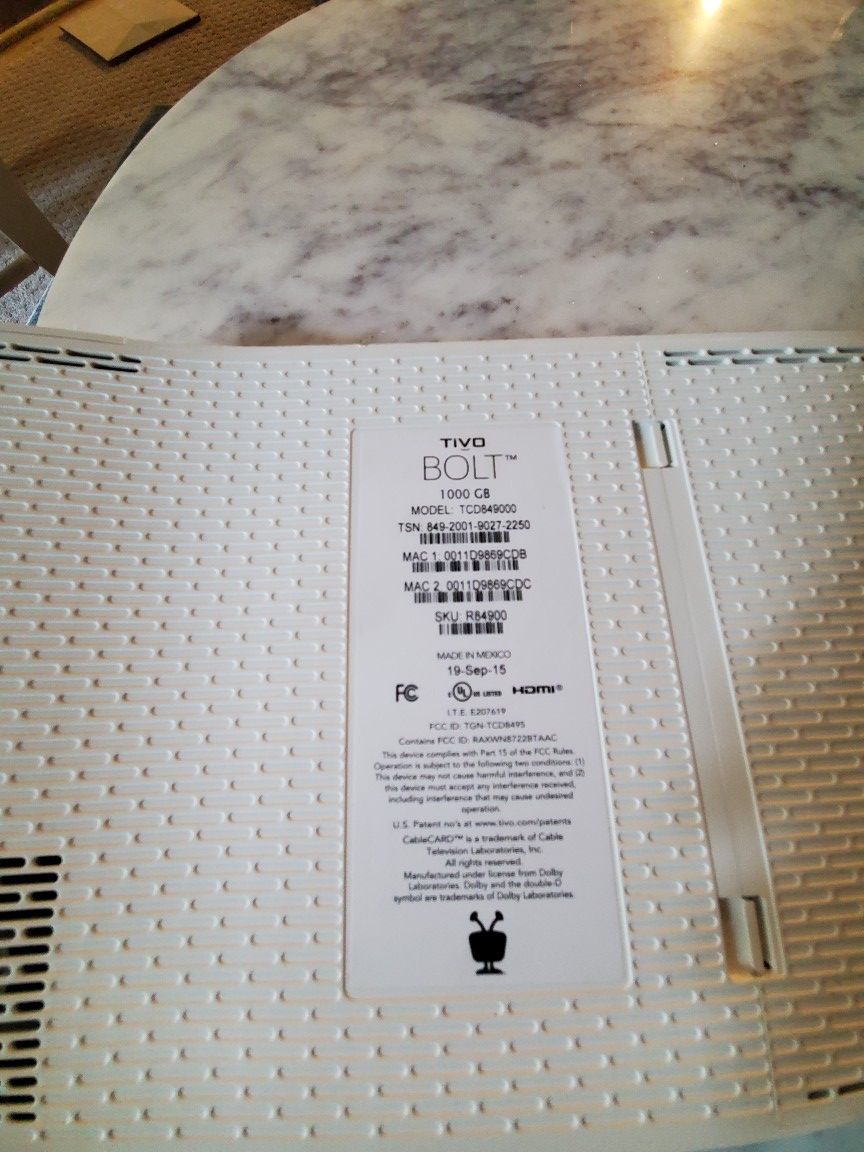 TIVO
BOLT™
1000 GB
MODEL: TCD849000
TSN: 849-2001-9027-2250
MAC 1: 0011D9869CDB
MAC 2: 0011D9869CDC
SKU: R84900
MADE IN MEXICO
19-Sep-15
FC UL US LISTED HDMI®
I.T.E. E207619
FCC ID: TGN-TCD8495
Contains FCC ID: RAXWN8722BTAAC
This device complies with Part 15 of the FCC Rules.
Operation is subject to the following two conditions: (1)
This device may not cause harmful interference, and (2)
this device must accept any interference received,
including interference that may cause undesired
operation.
U.S. Patent no's at www.tivo.com/patents
CableCARD™ is a trademark of Cable
Television Laboratories, Inc.
All rights reserved.
Manufactured under license from Dolby
Laboratories. Dolby and the double-D
symbol are trademarks of Dolby Laboratories.